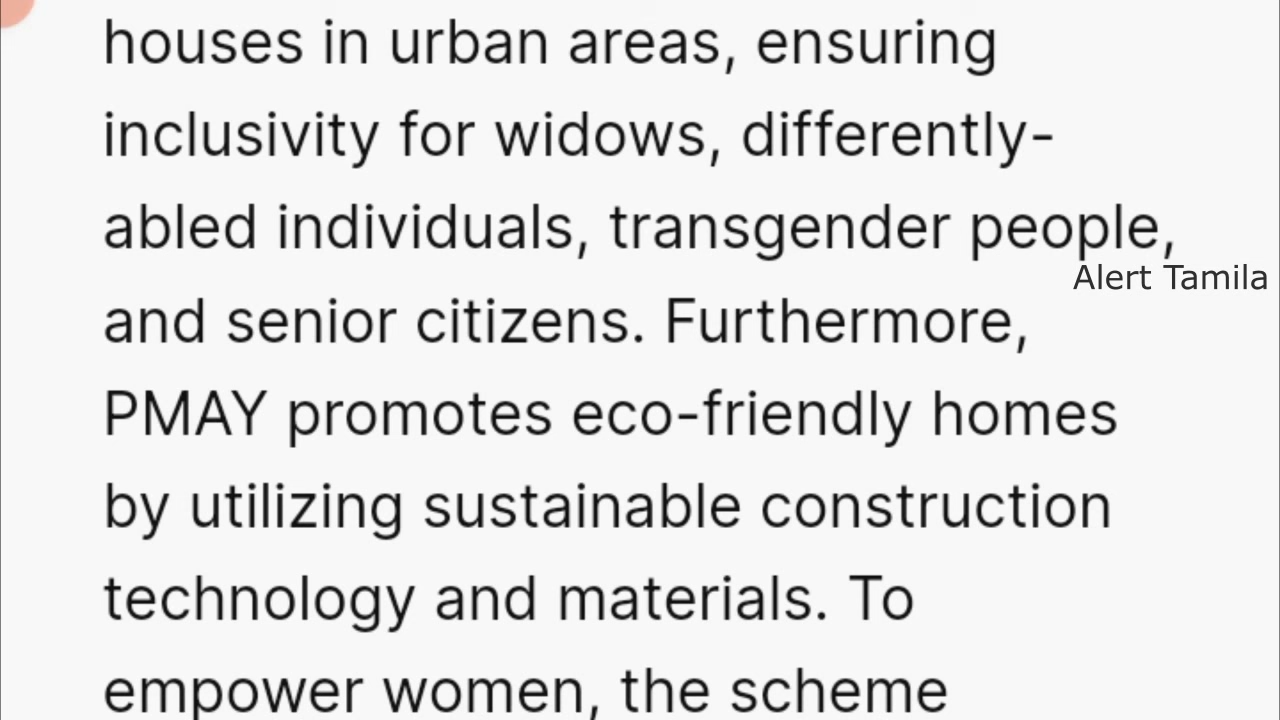 houses in urban areas, ensuring
inclusivity for widows, differently-
abled individuals, transgender people,
Alert Tamila
and senior citizens. Furthermore,
PMAY promotes eco-friendly homes
by utilizing sustainable construction
technology and materials. To
empower women, the scheme